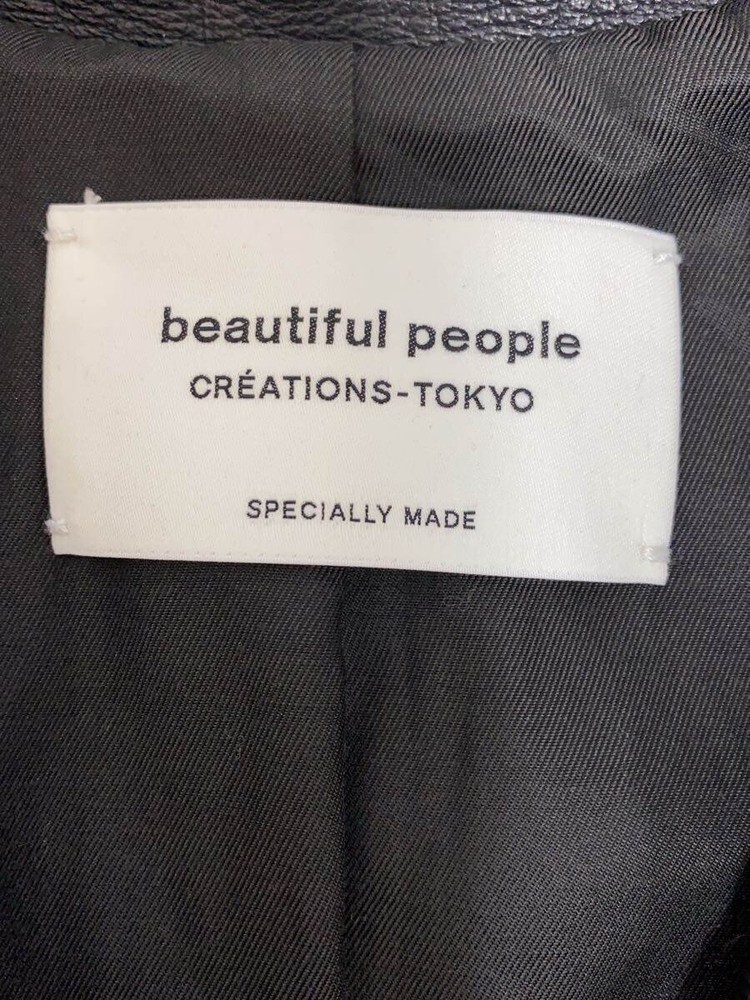 beautiful people
CRÉATIONS-TOKYO
SPECIALLY MADE